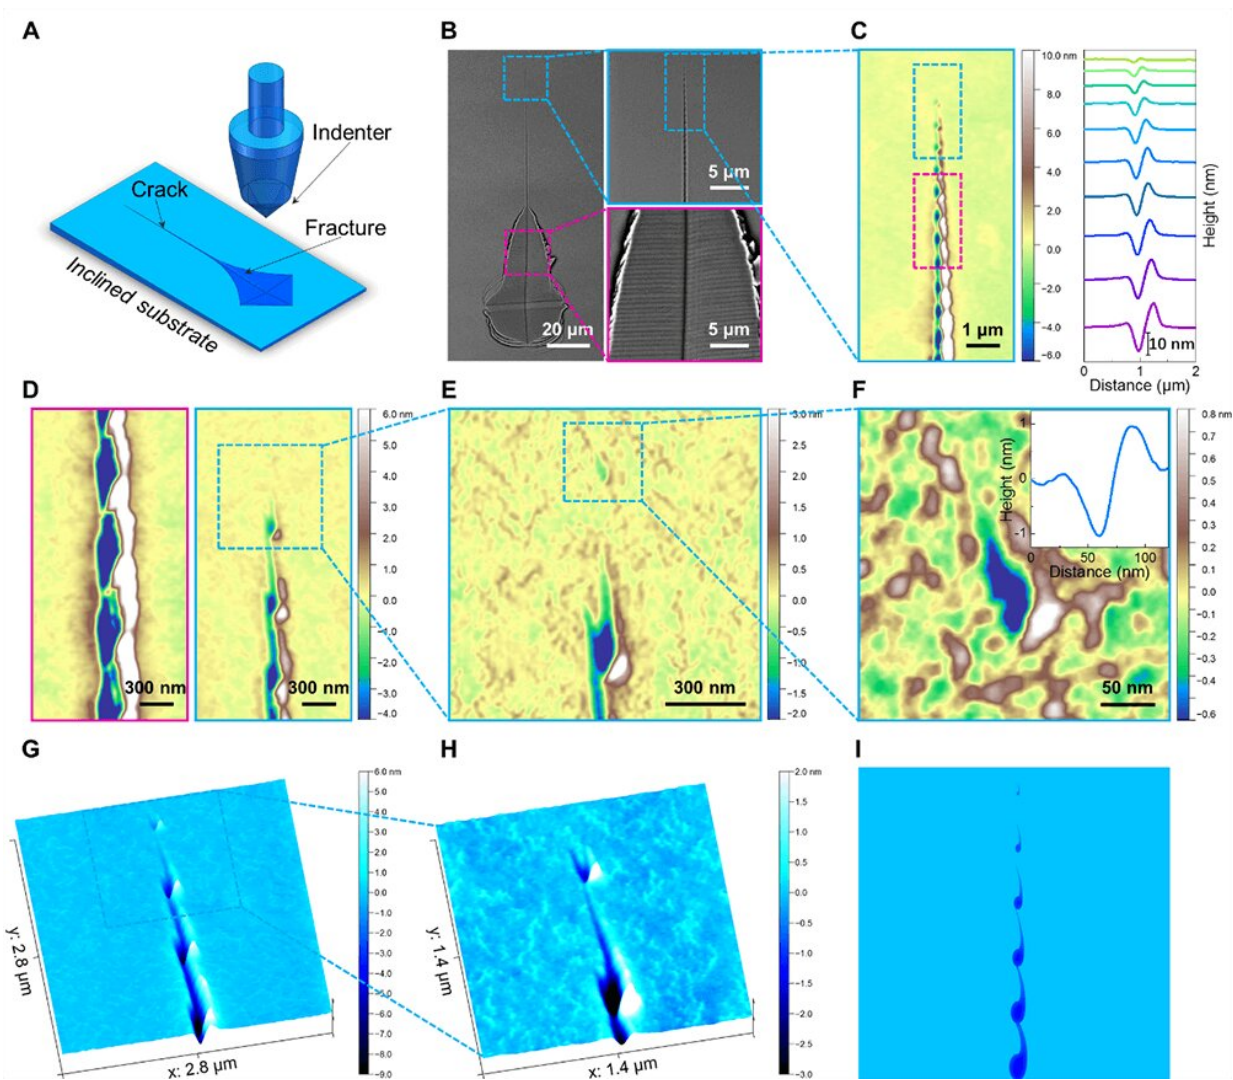 A
Indenter
Crack
Fracture
Inclined substrate
B
20 µm
5 µm
5 µm
C
1 µm
10.0 nm
8.0
6.0
4.0
2.0
0.0
−2.0
−4.0
−6.0
Height (nm)
10 nm
0
1
2
Distance (µm)
D
300 nm
300 nm
6.0 nm
5.0
4.0
3.0
2.0
1.0
0.0
−1.0
−2.0
−3.0
−4.0
E
300 nm
3.0 nm
2.5
2.0
1.5
1.0
0.5
0.0
−0.5
−1.0
−1.5
−2.0
F
1
0
-1
Height (nm)
0
50
100
Distance (nm)
50 nm
0.8 nm
0.7
0.6
0.5
0.4
0.3
0.2
0.1
0.0
−0.1
−0.2
−0.3
−0.4
−0.6
G
y: 2.8 µm
x: 2.8 µm
6.0 nm
5.0
4.0
3.0
2.0
1.0
0.0
−1.0
−2.0
−3.0
−4.0
−5.0
−6.0
−7.0
−9.0
H
y: 1.4 µm
x: 1.4 µm
2.0 nm
1.5
1.0
0.5
0.0
−0.5
−1.0
−1.5
−2.0
−3.0
I